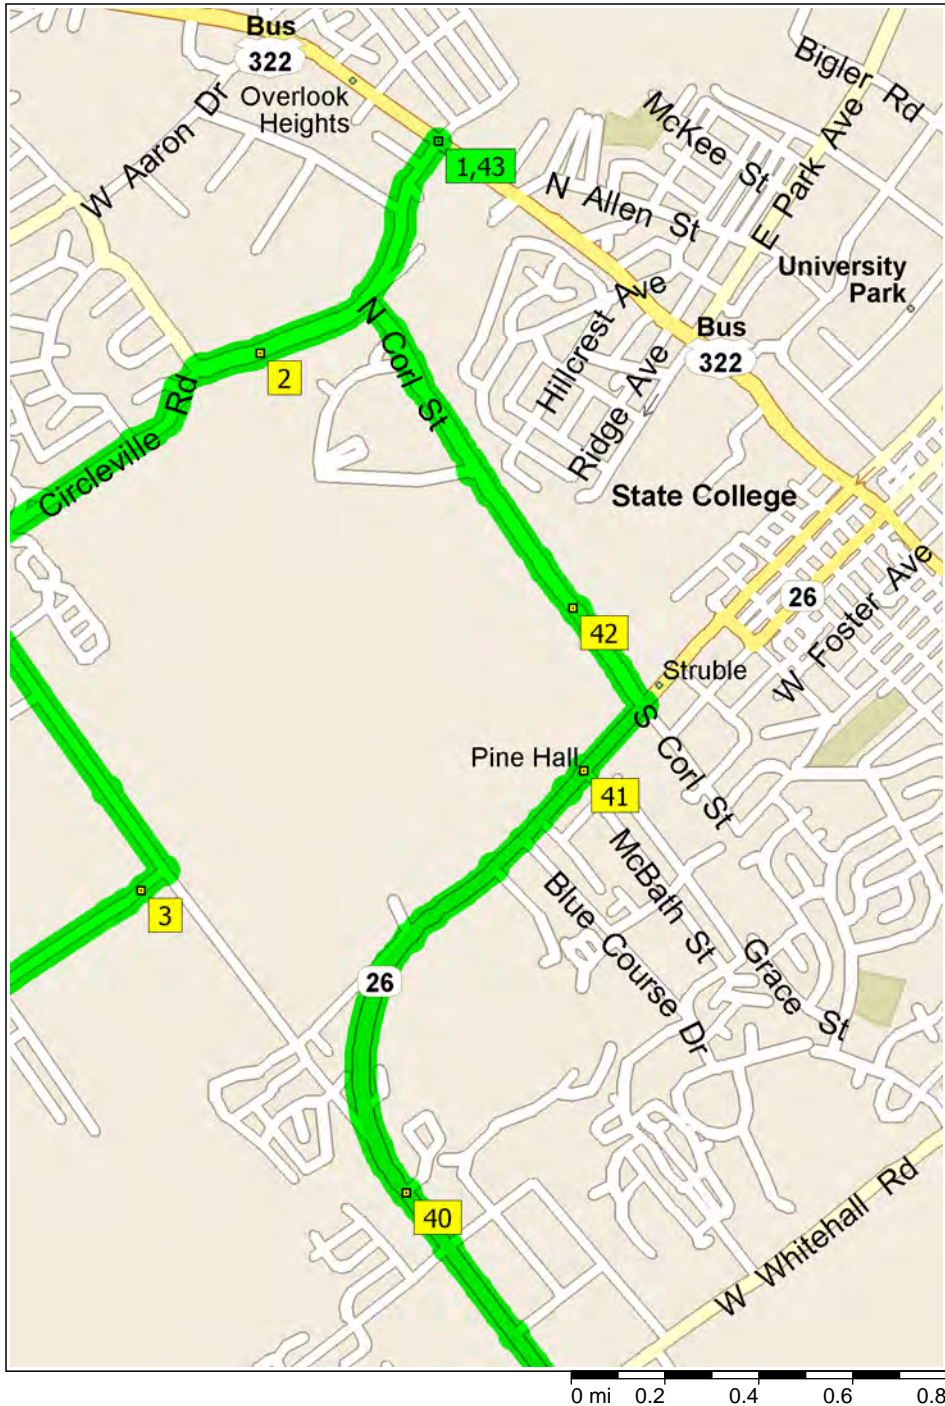 Bus
322
Overlook
Heights
W Aaron Dr
1,43
Bigler Rd
McKee St
E Park Ave
N Allen St
University
Park
Hillcrest Ave
Bus
322
Ridge Ave
N Corl St
2
Circleville Rd
State College
26
W Foster Ave
42
Struble
S Corl St
Pine Hall
41
McBath St
Blue Course Dr
Grace St
3
26
40
W Whitehall Rd
0 mi 0.2 0.4 0.6 0.8